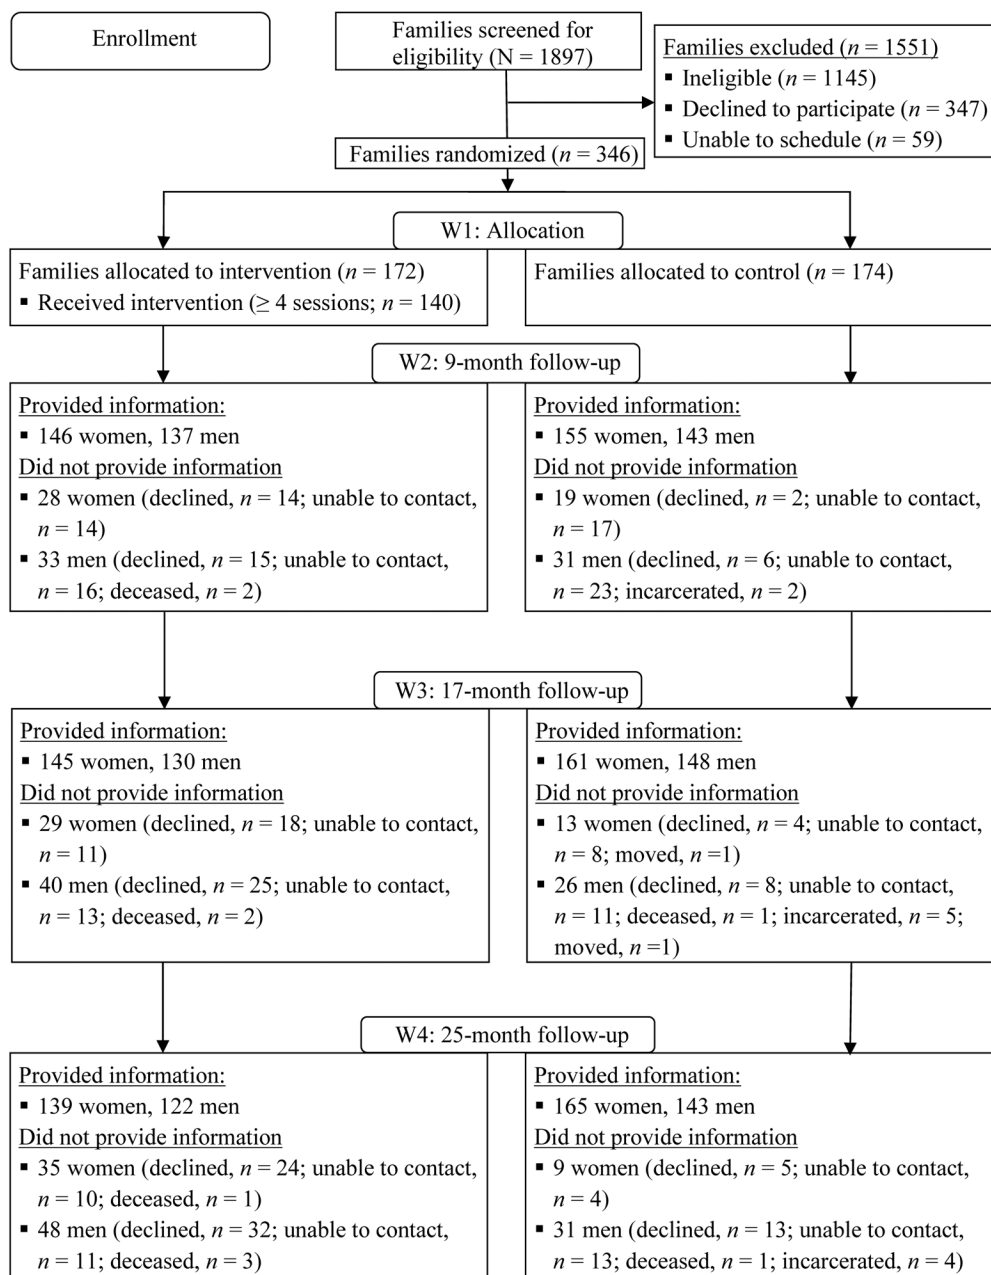 Enrollment
Families screened for
eligibility (N = 1897)
Families excluded (n = 1551)
▪ Ineligible (n = 1145)
▪ Declined to participate (n = 347)
▪ Unable to schedule (n = 59)
Families randomized (n = 346)
W1: Allocation
Families allocated to intervention (n = 172)
▪ Received intervention (≥ 4 sessions; n = 140)
Families allocated to control (n = 174)
W2: 9-month follow-up
Provided information:
▪ 146 women, 137 men
Did not provide information
▪ 28 women (declined, n = 14; unable to contact,
n = 14)
▪ 33 men (declined, n = 15; unable to contact,
n = 16; deceased, n = 2)
Provided information:
▪ 155 women, 143 men
Did not provide information
▪ 19 women (declined, n = 2; unable to contact,
n = 17)
▪ 31 men (declined, n = 6; unable to contact,
n = 23; incarcerated, n = 2)
W3: 17-month follow-up
Provided information:
▪ 145 women, 130 men
Did not provide information
▪ 29 women (declined, n = 18; unable to contact,
n = 11)
▪ 40 men (declined, n = 25; unable to contact,
n = 13; deceased, n = 2)
Provided information:
▪ 161 women, 148 men
Did not provide information
▪ 13 women (declined, n = 4; unable to contact,
n = 8; moved, n =1)
▪ 26 men (declined, n = 8; unable to contact,
n = 11; deceased, n = 1; incarcerated, n = 5;
moved, n =1)
W4: 25-month follow-up
Provided information:
▪ 139 women, 122 men
Did not provide information
▪ 35 women (declined, n = 24; unable to contact,
n = 10; deceased, n = 1)
▪ 48 men (declined, n = 32; unable to contact,
n = 11; deceased, n = 3)
Provided information:
▪ 165 women, 143 men
Did not provide information
▪ 9 women (declined, n = 5; unable to contact,
n = 4)
▪ 31 men (declined, n = 13; unable to contact,
n = 13; deceased, n = 1; incarcerated, n = 4)